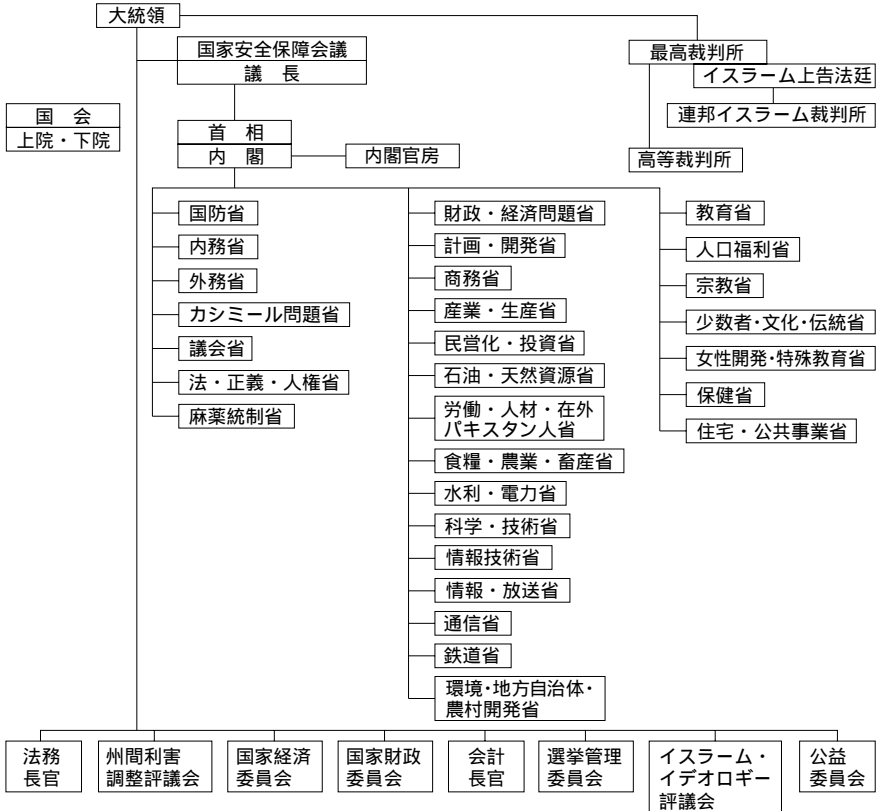 大統領
国家安全保障会議
議　長
最高裁判所
イスラーム上告法廷
連邦イスラーム裁判所
高等裁判所
国　会
上院・下院
首　相
内　閣
内閣官房
国防省
内務省
外務省
カシミール問題省
議会省
法・正義・人権省
麻薬統制省
財政・経済問題省
計画・開発省
商務省
産業・生産省
民営化・投資省
石油・天然資源省
労働・人材・在外
パキスタン人省
食糧・農業・畜産省
水利・電力省
科学・技術省
情報技術省
情報・放送省
通信省
鉄道省
環境・地方自治体・
農村開発省
教育省
人口福利省
宗教省
少数者・文化・伝統省
女性開発・特殊教育省
保健省
住宅・公共事業省
法務
長官
州間利害
調整評議会
国家経済
委員会
国家財政
委員会
会計
長官
選挙管理
委員会
イスラーム・
イデオロギー
評議会
公益
委員会